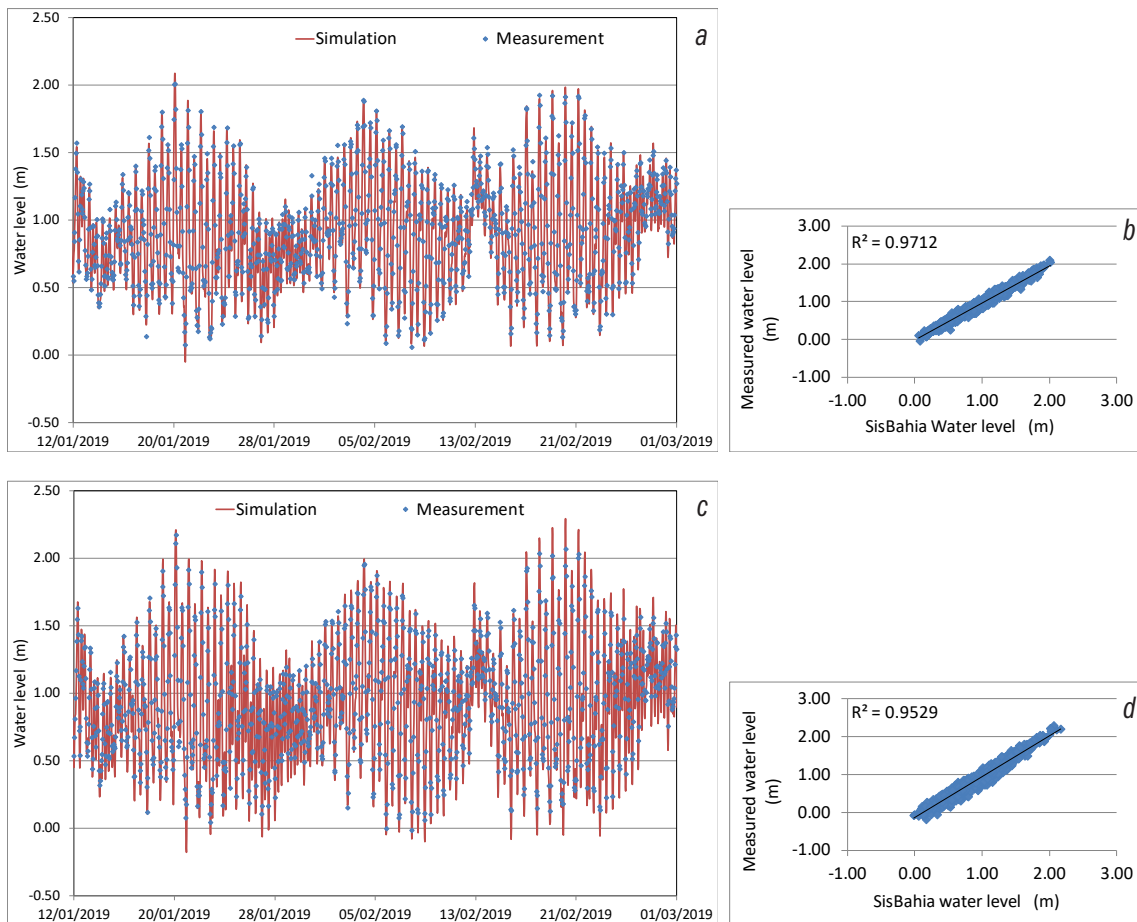 2.50
Simulation Measurement a
2.00
1.50
1.00
0.50
0.00
-0.50
Water level (m)
12/01/2019 20/01/2019 28/01/2019 05/02/2019 13/02/2019 21/02/2019 01/03/2019
3.00
R² = 0.9712 b
2.00
1.00
0.00
-1.00
Measured water level
(m)
-1.00 0.00 1.00 2.00 3.00
SisBahia Water level (m)
2.50
Simulation Measurement c
2.00
1.50
1.00
0.50
0.00
-0.50
Water level (m)
12/01/2019 20/01/2019 28/01/2019 05/02/2019 13/02/2019 21/02/2019 01/03/2019
3.00
R² = 0.9529 d
2.00
1.00
0.00
-1.00
Measured water level
(m)
-1.00 0.00 1.00 2.00 3.00
SisBahia water level (m)